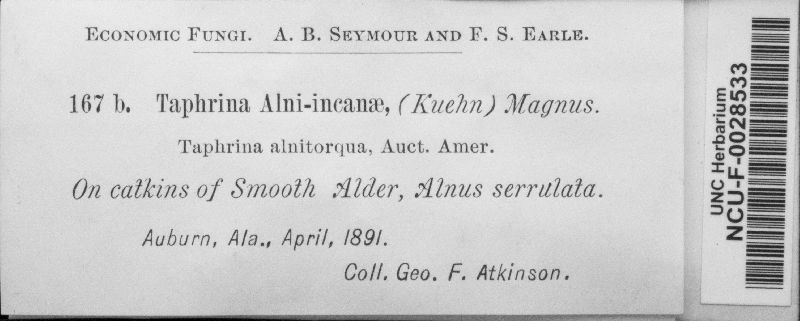 Economic Fungi. A. B. Seymour and F. S. Earle.
167 b. Taphrina Alni-incanæ, (Kuehn) Magnus.
Taphrina alnitorqua, Auct. Amer.
On catkins of Smooth Alder, Alnus serrulata.
Auburn, Ala., April, 1891.
Coll. Geo. F. Atkinson.
UNC Herbarium
NCU-F-0028533